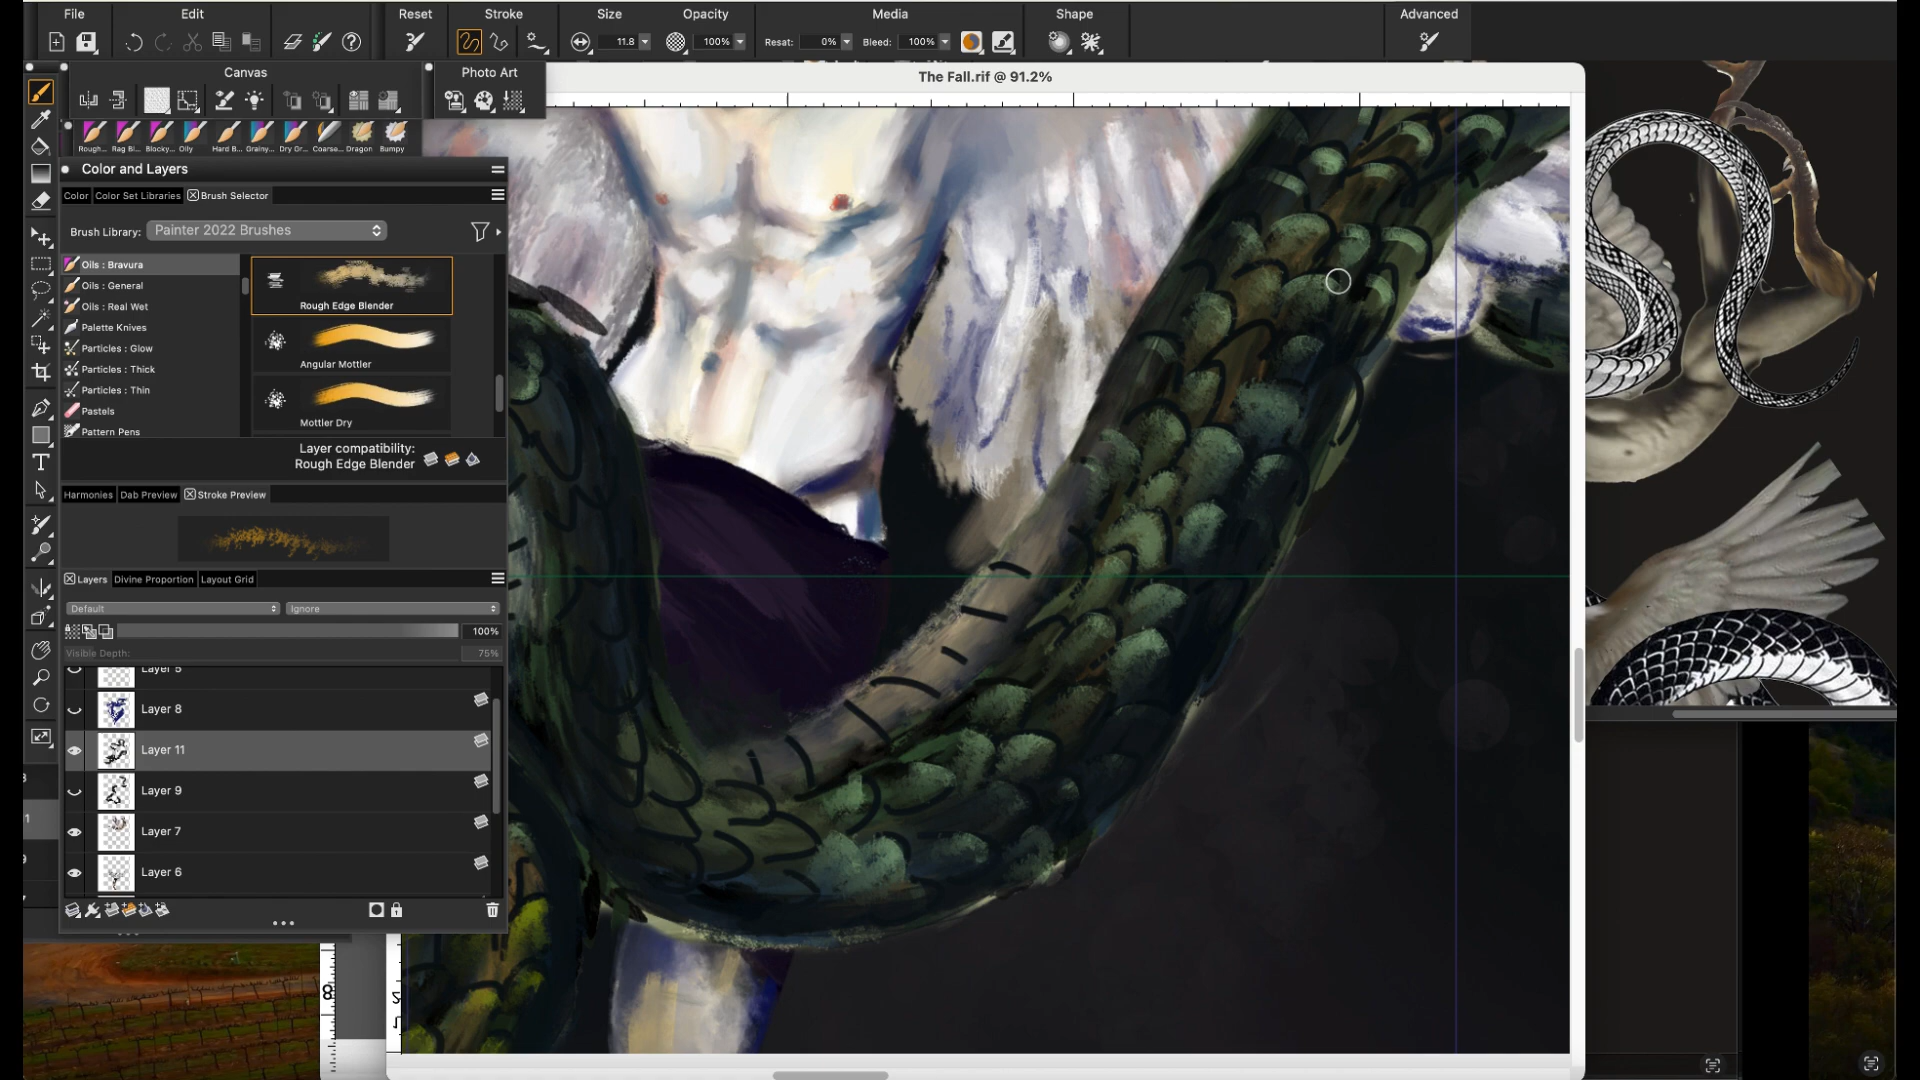 File Edit Reset Stroke Size Opacity Media Shape Advanced
11.8 100% Resat: 0% Bleed: 100%
Canvas Photo Art
The Fall.rif @ 91.2%
Rough... Rag Bl... Blocky... Oily Hard B... Grainy... Dry Gr... Coarse... Dragon Bumpy
Color and Layers
Color Color Set Libraries Brush Selector
Brush Library: Painter 2022 Brushes
Oils : Bravura
Oils : General
Oils : Real Wet
Palette Knives
Particles : Glow
Particles : Thick
Particles : Thin
Pastels
Pattern Pens
Rough Edge Blender
Angular Mottler
Mottler Dry
Layer compatibility:
Rough Edge Blender
Harmonies Dab Preview Stroke Preview
Layers Divine Proportion Layout Grid
Default Ignore
100%
Visible Depth: 75%
Layer 5
Layer 8
Layer 11
Layer 9
Layer 7
Layer 6